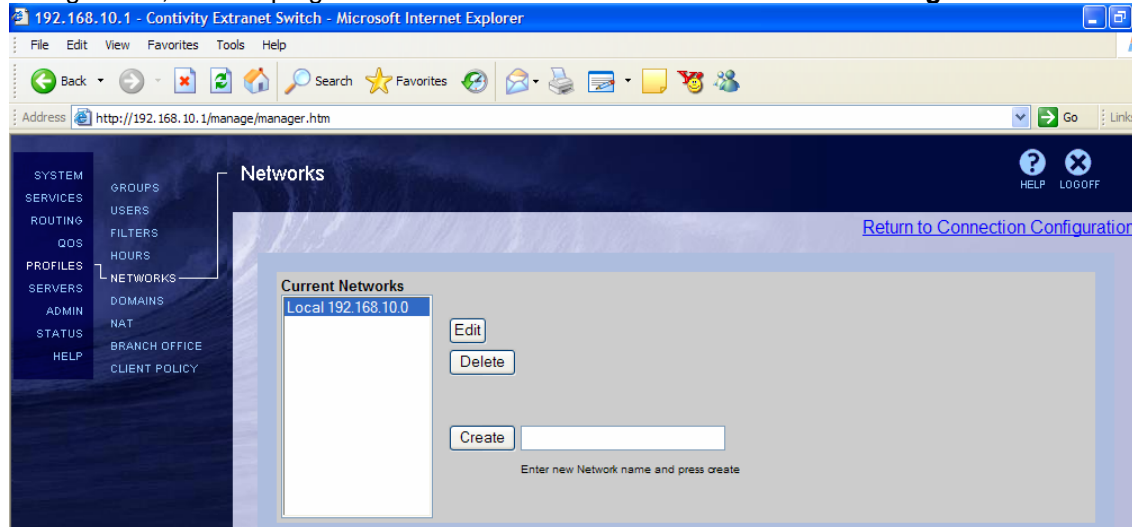 192.168.10.1 - Contivity Extranet Switch - Microsoft Internet Explorer
File Edit View Favorites Tools Help
Back Search Favorites
Address http://192.168.10.1/manage/manager.htm Go Links
Networks
HELP LOGOFF
Return to Connection Configuration
SYSTEM
SERVICES
ROUTING
QOS
PROFILES
SERVERS
ADMIN
STATUS
HELP
GROUPS
USERS
FILTERS
HOURS
NETWORKS
DOMAINS
NAT
BRANCH OFFICE
CLIENT POLICY
Current Networks
Local 192.168.10.0
Edit
Delete
Create
Enter new Network name and press create